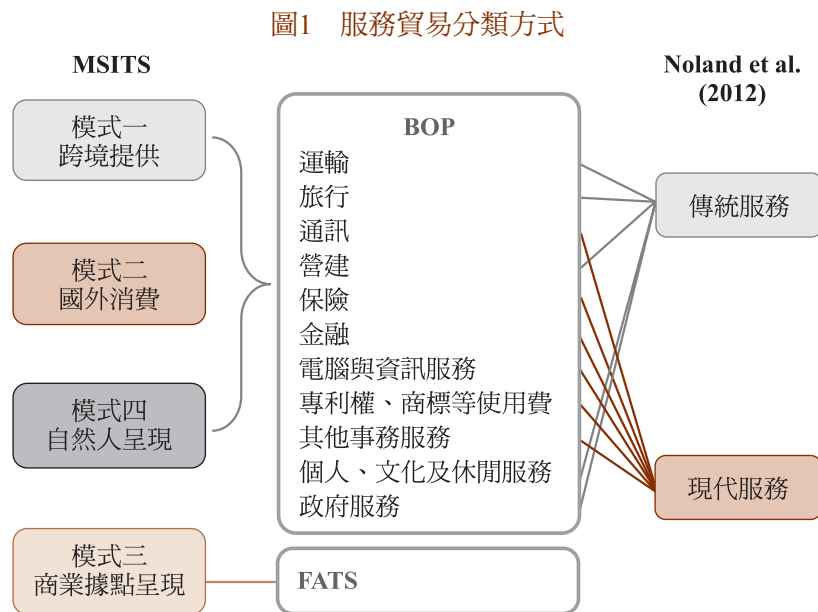 圖1 服務貿易分類方式
MSITS
模式一
跨境提供
模式二
國外消費
模式四
自然人呈現
模式三
商業據點呈現
BOP
運輸
旅行
通訊
營建
保險
金融
電腦與資訊服務
專利權、商標等使用費
其他事務服務
個人、文化及休閒服務
政府服務
FATS
Noland et al.
(2012)
傳統服務
現代服務